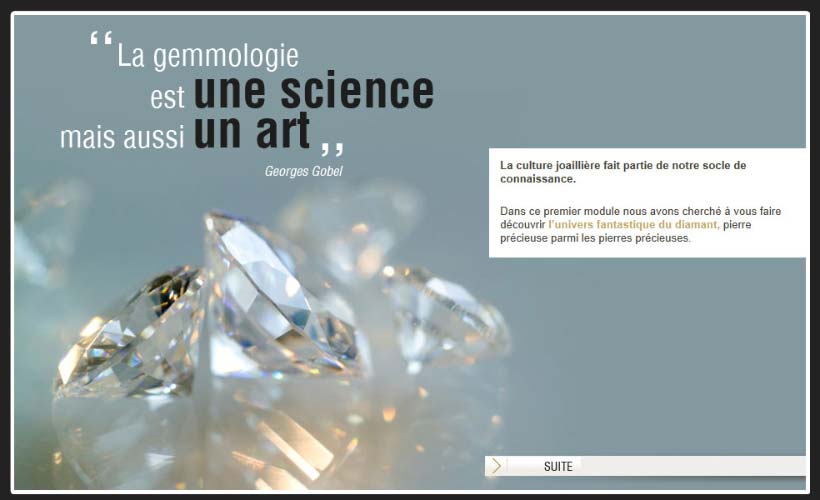 “ La gemmologie
est une science
mais aussi un art ”
Georges Gobel
La culture joaillière fait partie de notre socle de
connaissance.
Dans ce premier module nous avons cherché à vous faire
découvrir l'univers fantastique du diamant, pierre
précieuse parmi les pierres précieuses.
SUITE